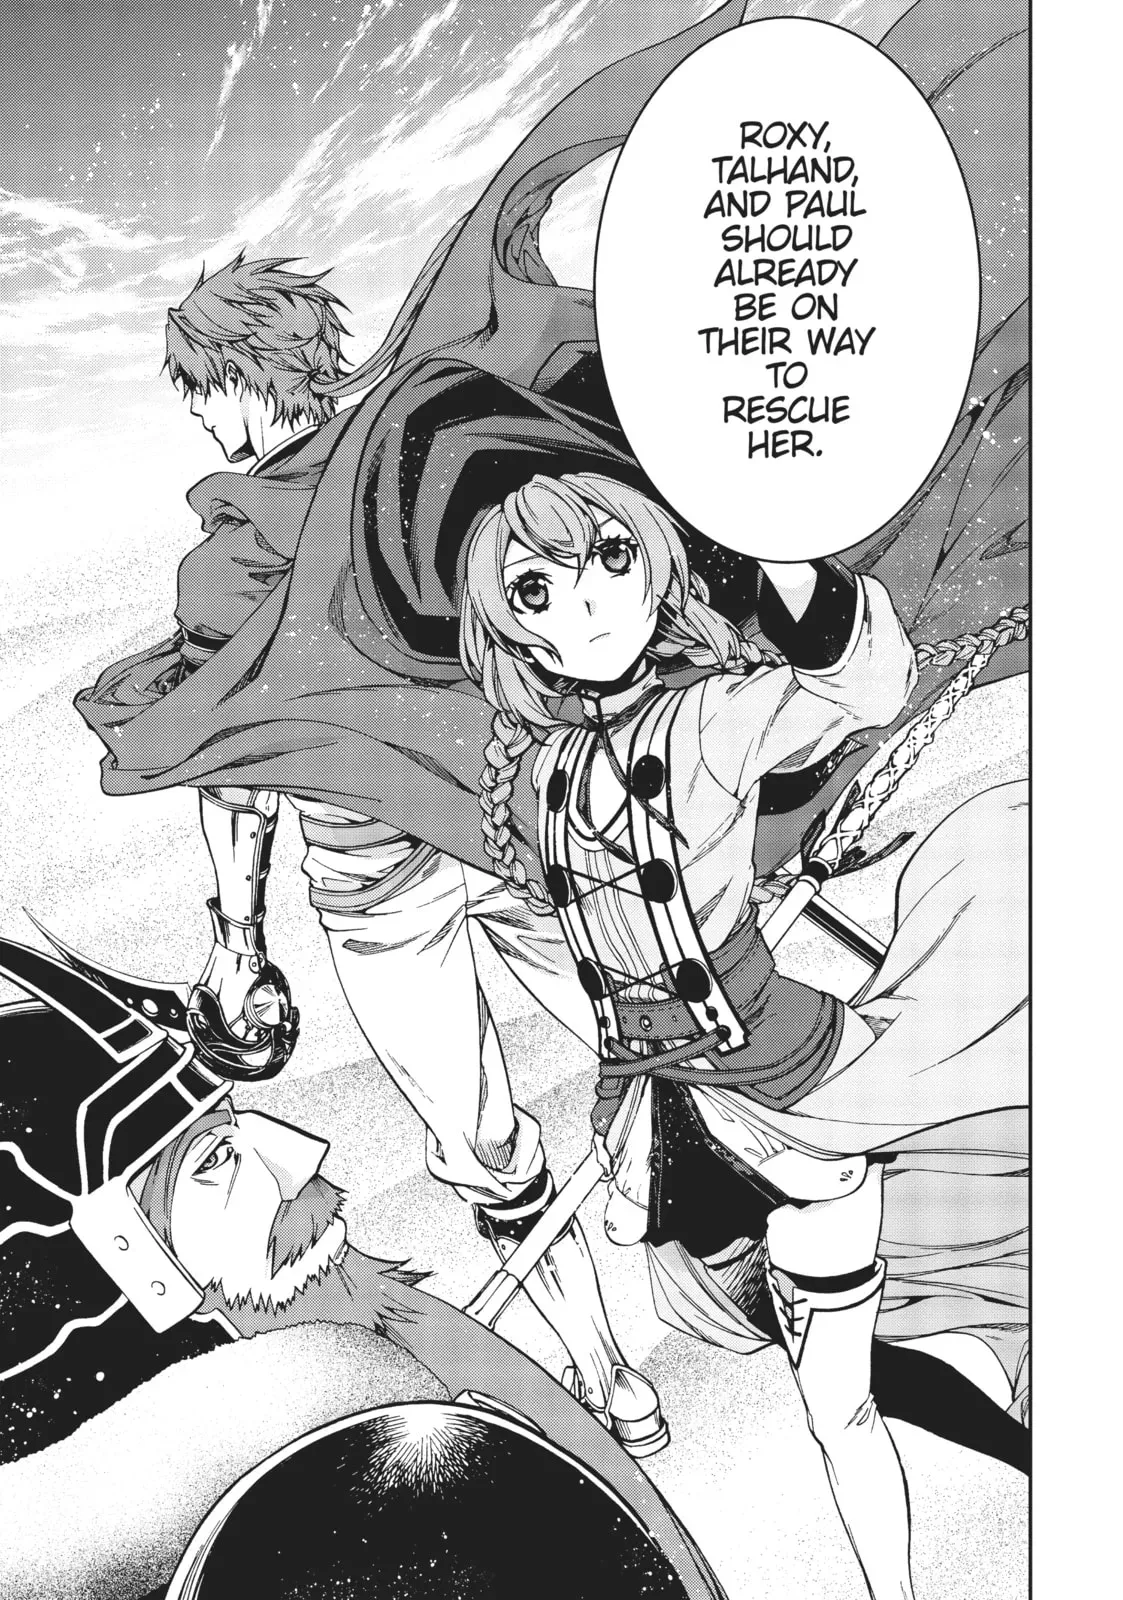 ROXY,
TALHAND,
AND PAUL
SHOULD
ALREADY
BE ON
THEIR WAY
TO
RESCUE
HER.